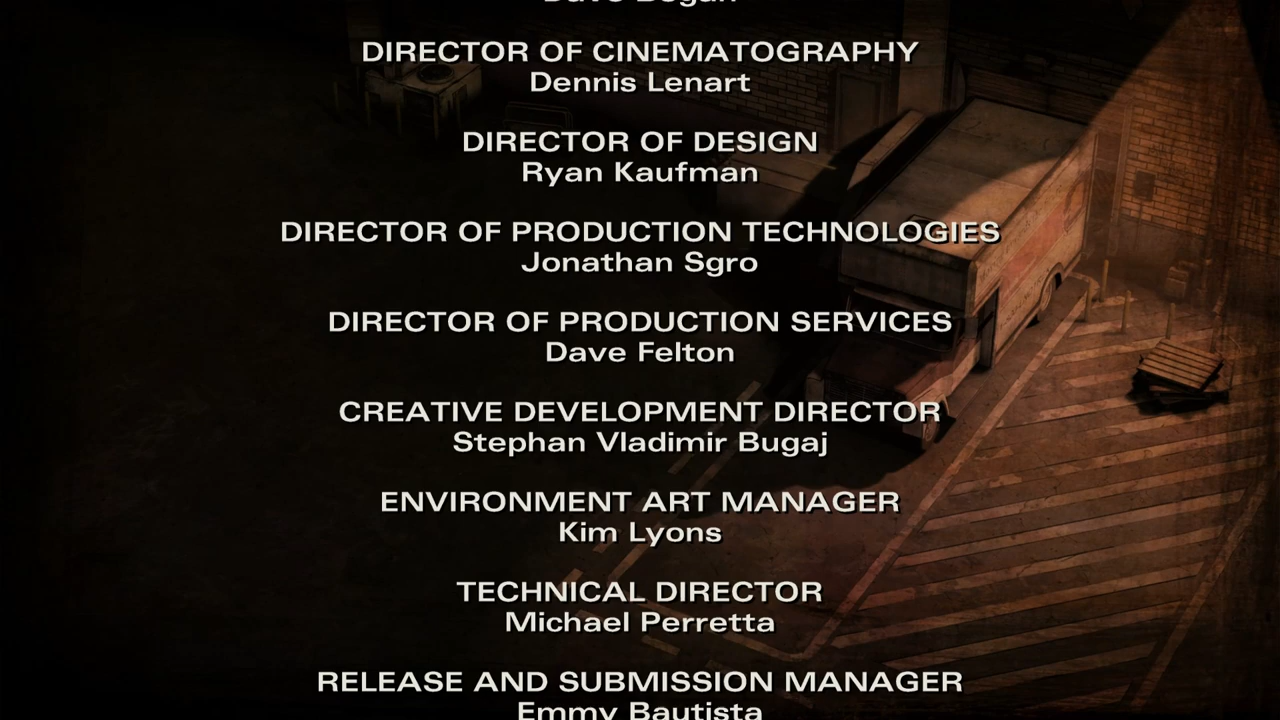 DIRECTOR OF CINEMATOGRAPHY
Dennis Lenart
DIRECTOR OF DESIGN
Ryan Kaufman
DIRECTOR OF PRODUCTION TECHNOLOGIES
Jonathan Sgro
DIRECTOR OF PRODUCTION SERVICES
Dave Felton
CREATIVE DEVELOPMENT DIRECTOR
Stephan Vladimir Bugaj
ENVIRONMENT ART MANAGER
Kim Lyons
TECHNICAL DIRECTOR
Michael Perretta
RELEASE AND SUBMISSION MANAGER
Emmy Bautista